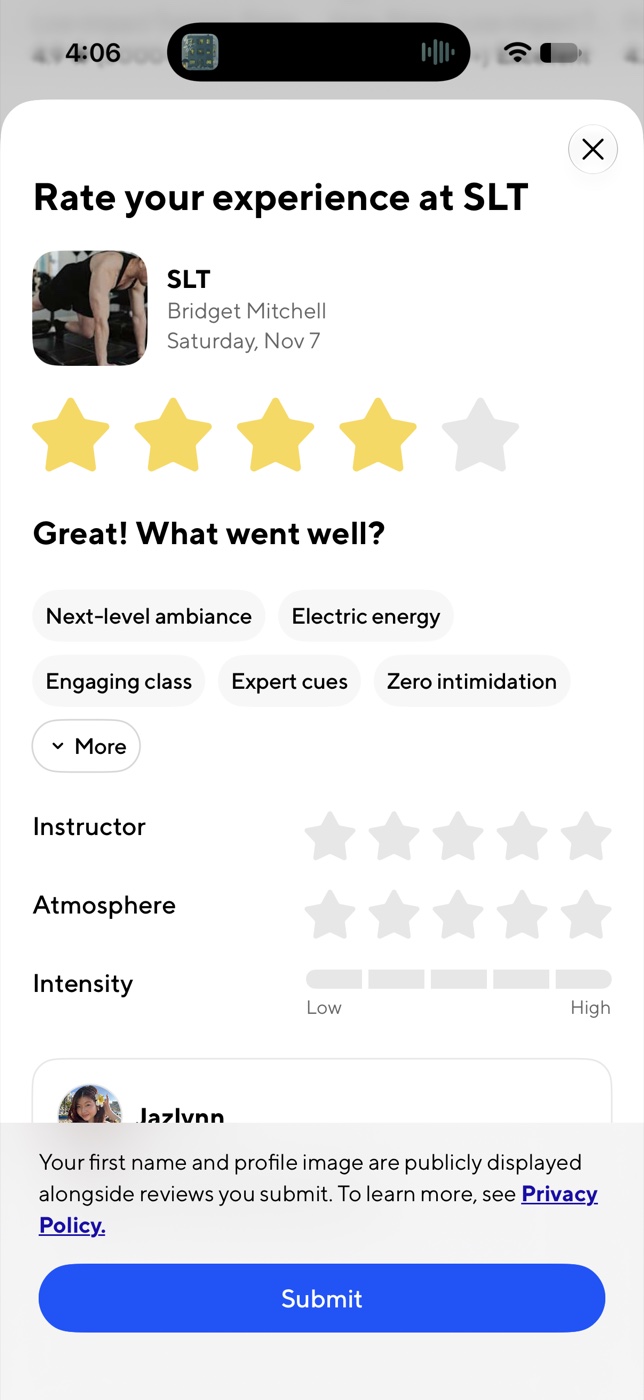 4:06
Rate your experience at SLT
SLT
Bridget Mitchell
Saturday, Nov 7
Great! What went well?
Next-level ambiance
Electric energy
Engaging class
Expert cues
Zero intimidation
More
Instructor
Atmosphere
Intensity
Low
High
Jazlynn
Your first name and profile image are publicly displayed
alongside reviews you submit. To learn more, see Privacy
Policy.
Submit